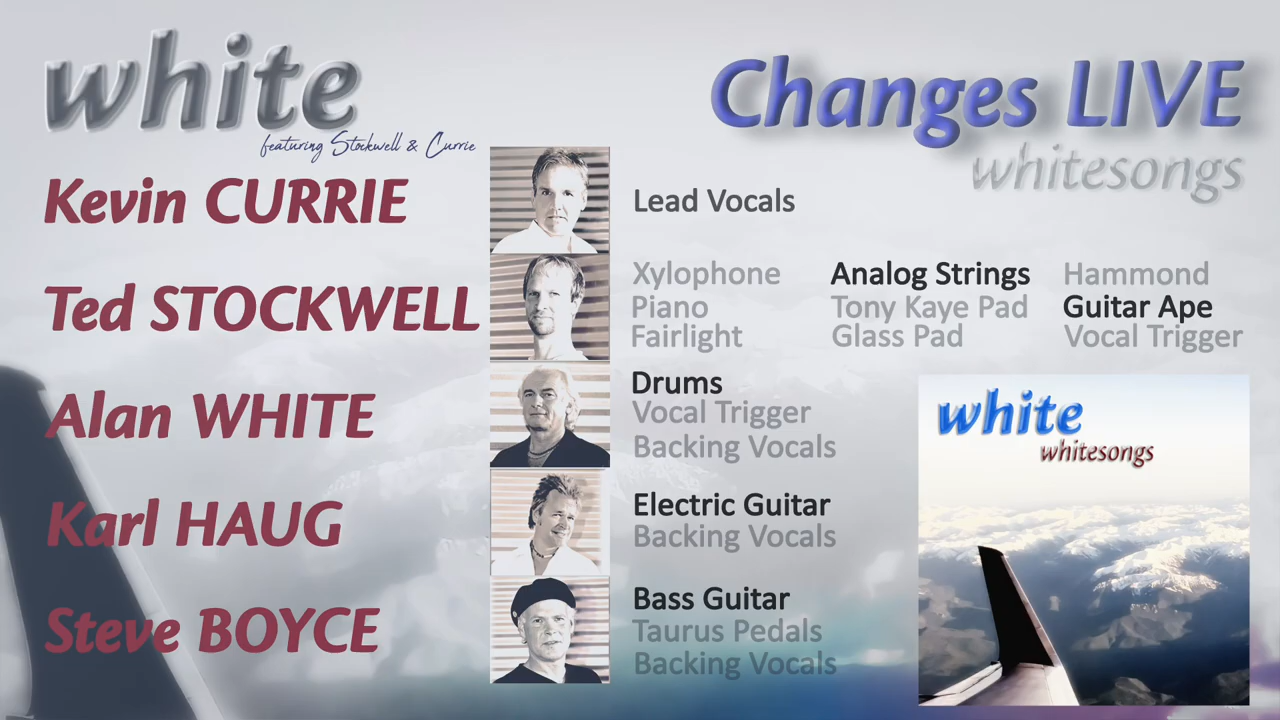 white
featuring Stockwell & Currie
Changes LIVE
whitesongs
Kevin CURRIE
Lead Vocals
Ted STOCKWELL
Xylophone Analog Strings Hammond
Piano Tony Kaye Pad Guitar Ape
Fairlight Glass Pad Vocal Trigger
Alan WHITE
Drums
Vocal Trigger
Backing Vocals
Karl HAUG
Electric Guitar
Backing Vocals
Steve BOYCE
Bass Guitar
Taurus Pedals
Backing Vocals
white
whitesongs